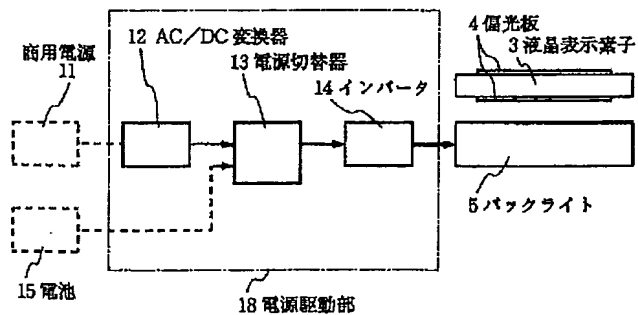 商用電源
11
12 AC／DC変換器
13電源切替器
14インバータ
4偏光板
3液晶表示素子
5バックライト
15電池
18電源駆動部